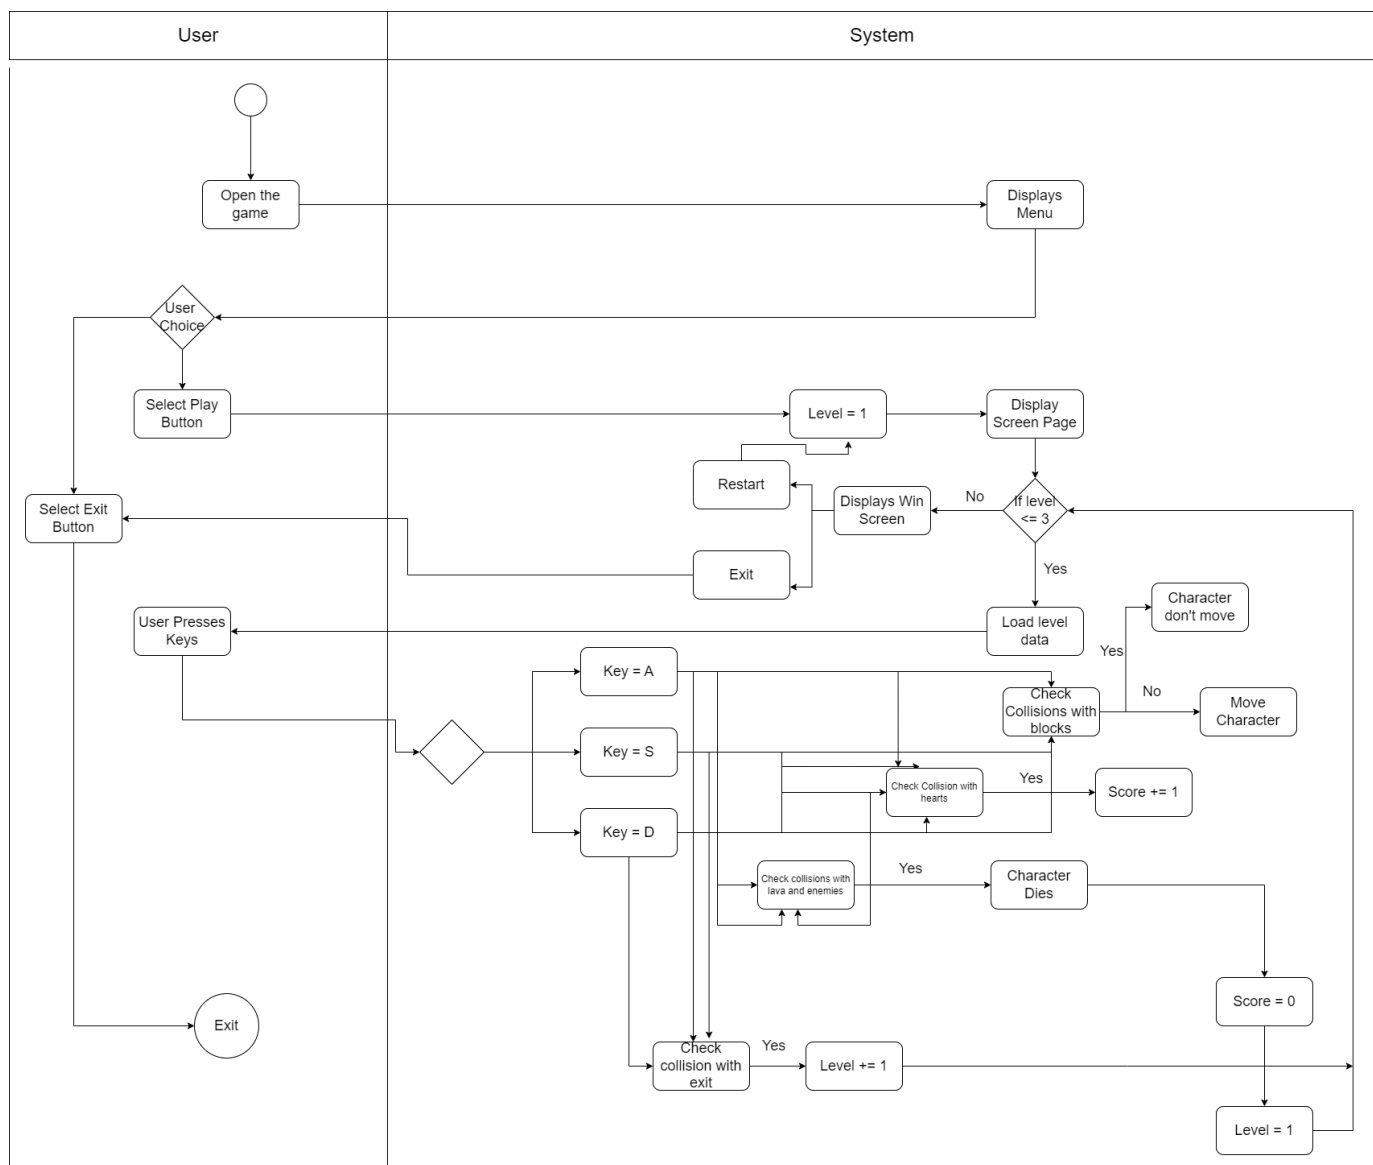 User
System
Open the
game
Displays
Menu
User
Choice
Select Play
Button
Level = 1
Display
Screen Page
Restart
Select Exit
Button
Displays Win
Screen
No
If level
<= 3
Exit
Yes
User Presses
Keys
Load level
data
Character
don't move
Yes
Key = A
Check
Collisions with
blocks
No
Move
Character
Key = S
Check Collision with
hearts
Yes
Score += 1
Key = D
Check collisions with
lava and enemies
Yes
Character
Dies
Score = 0
Exit
Check
collision with
exit
Yes
Level += 1
Level = 1